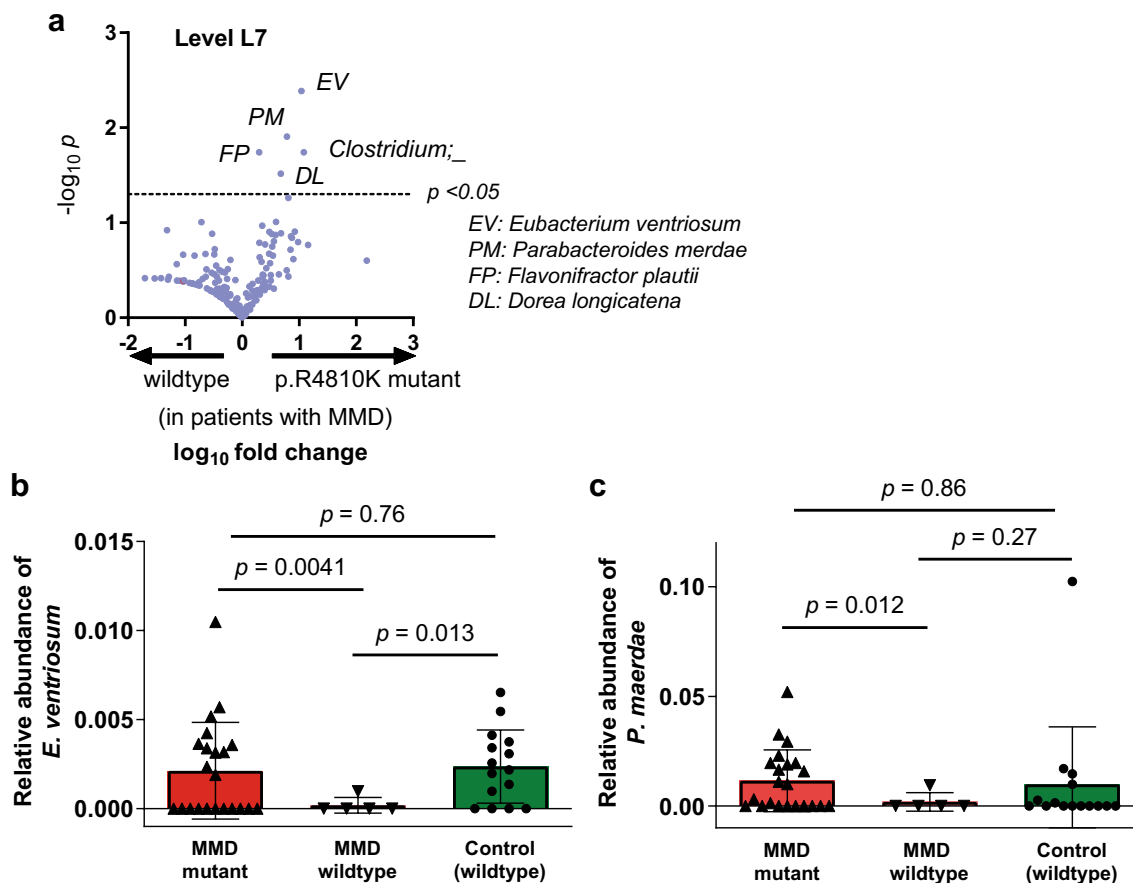 a
Level L7
3
2
1
0
-log10 p
EV
PM
FP
Clostridium;_
DL
p <0.05
EV: Eubacterium ventriosum
PM: Parabacteroides merdae
FP: Flavonifractor plautii
DL: Dorea longicatena
-2 -1 0 1 2 3
wildtype p.R4810K mutant
(in patients with MMD)
log10 fold change
b
Relative abundance of
E. ventriosum
0.015
0.010
0.005
0.000
p = 0.76
p = 0.0041
p = 0.013
MMD
mutant
MMD
wildtype
Control
(wildtype)
c
Relative abundance of
P. maerdae
0.10
0.05
0.00
p = 0.86
p = 0.27
p = 0.012
MMD
mutant
MMD
wildtype
Control
(wildtype)